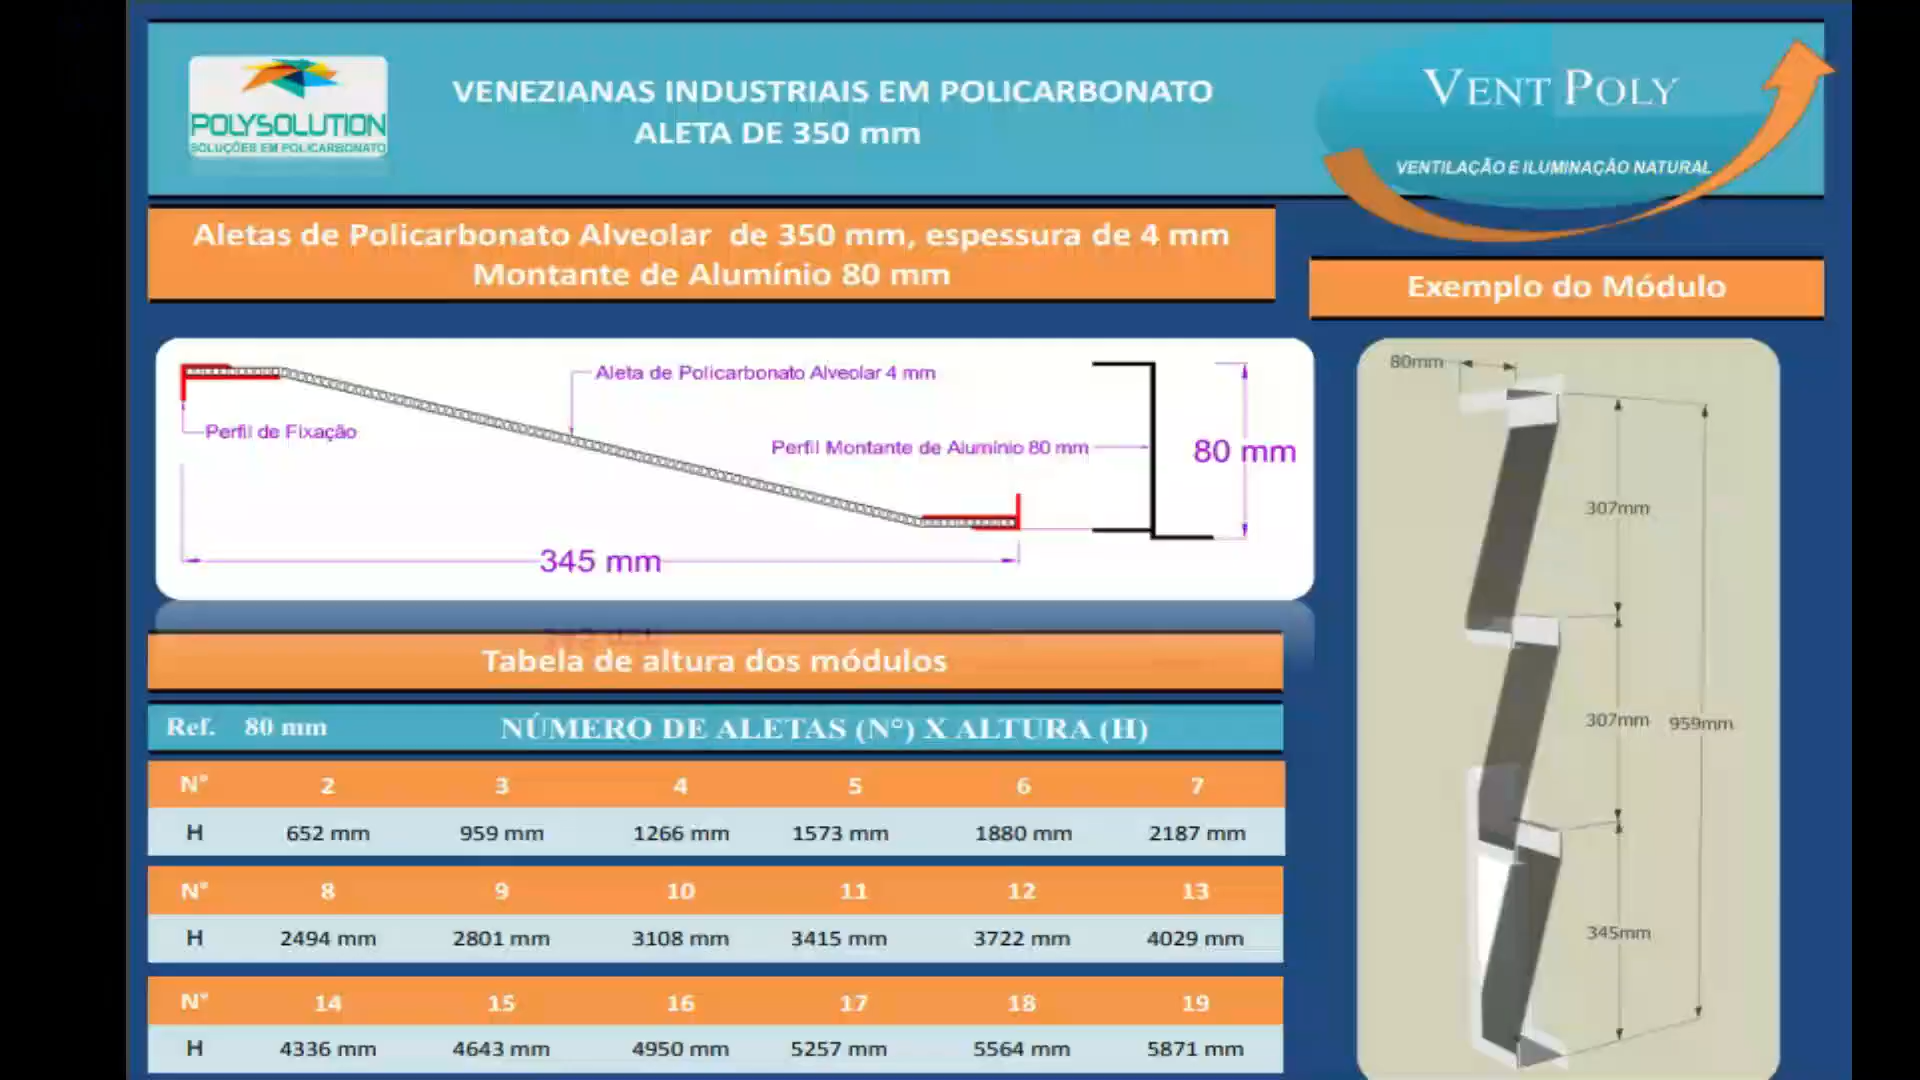 POLYSOLUTION
SOLUÇÕES EM POLICARBONATO
VENEZIANAS INDUSTRIAIS EM POLICARBONATO
ALETA DE 350 mm
VENT POLY
VENTILAÇÃO E ILUMINAÇÃO NATURAL
Aletas de Policarbonato Alveolar de 350 mm, espessura de 4 mm
Montante de Alumínio 80 mm
Exemplo do Módulo
Aleta de Policarbonato Alveolar 4 mm
Perfil de Fixação
Perfil Montante de Alumínio 80 mm
80 mm
345 mm
80mm
307mm
307mm
959mm
345mm
Tabela de altura dos módulos
Ref. 80 mm NÚMERO DE ALETAS (N°) X ALTURA (H)
N° 2 3 4 5 6 7
H 652 mm 959 mm 1266 mm 1573 mm 1880 mm 2187 mm
N° 8 9 10 11 12 13
H 2494 mm 2801 mm 3108 mm 3415 mm 3722 mm 4029 mm
N° 14 15 16 17 18 19
H 4336 mm 4643 mm 4950 mm 5257 mm 5564 mm 5871 mm